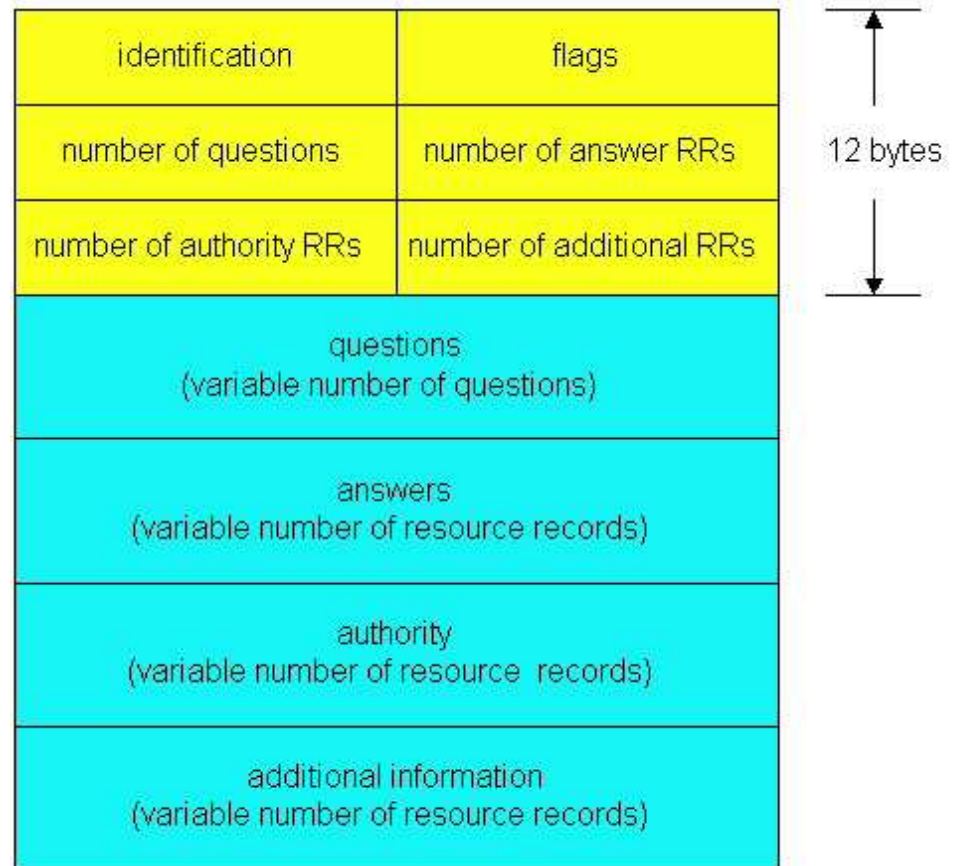 identification
flags
number of questions
number of answer RRs
12 bytes
number of authority RRs
number of additional RRs
questions
(variable number of questions)
answers
(variable number of resource records)
authority
(variable number of resource records)
additional information
(variable number of resource records)